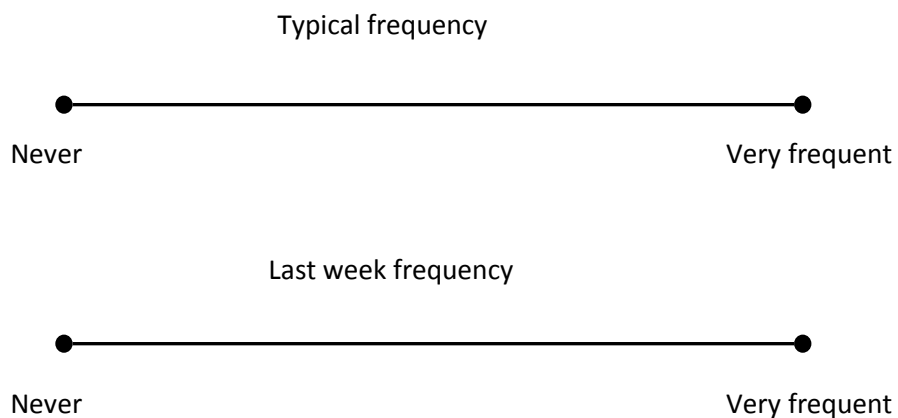 Typical frequency
Never Very frequent
Last week frequency
Never Very frequent